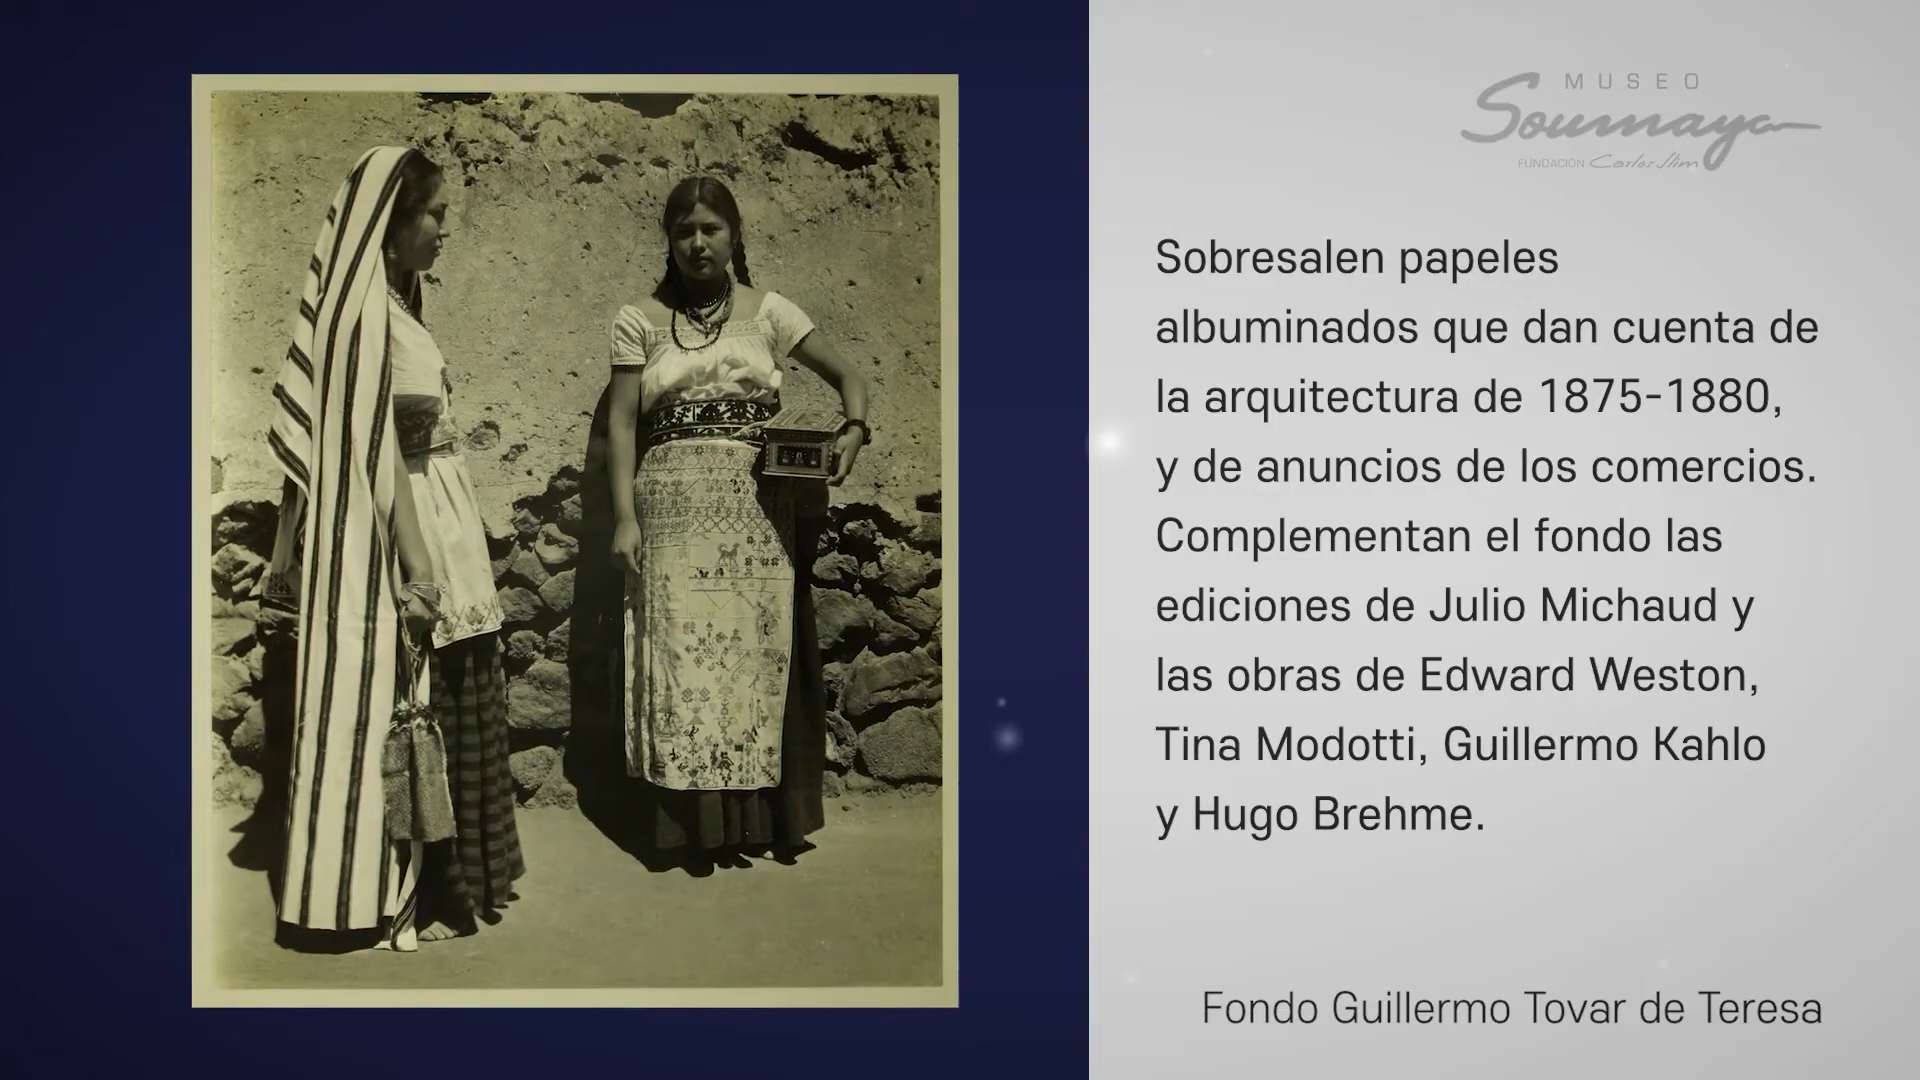 MUSEO
Soumaya
FUNDACIÓN Carlos Slim
Sobresalen papeles
albuminados que dan cuenta de
la arquitectura de 1875-1880,
y de anuncios de los comercios.
Complementan el fondo las
ediciones de Julio Michaud y
las obras de Edward Weston,
Tina Modotti, Guillermo Kahlo
y Hugo Brehme.
Fondo Guillermo Tovar de Teresa